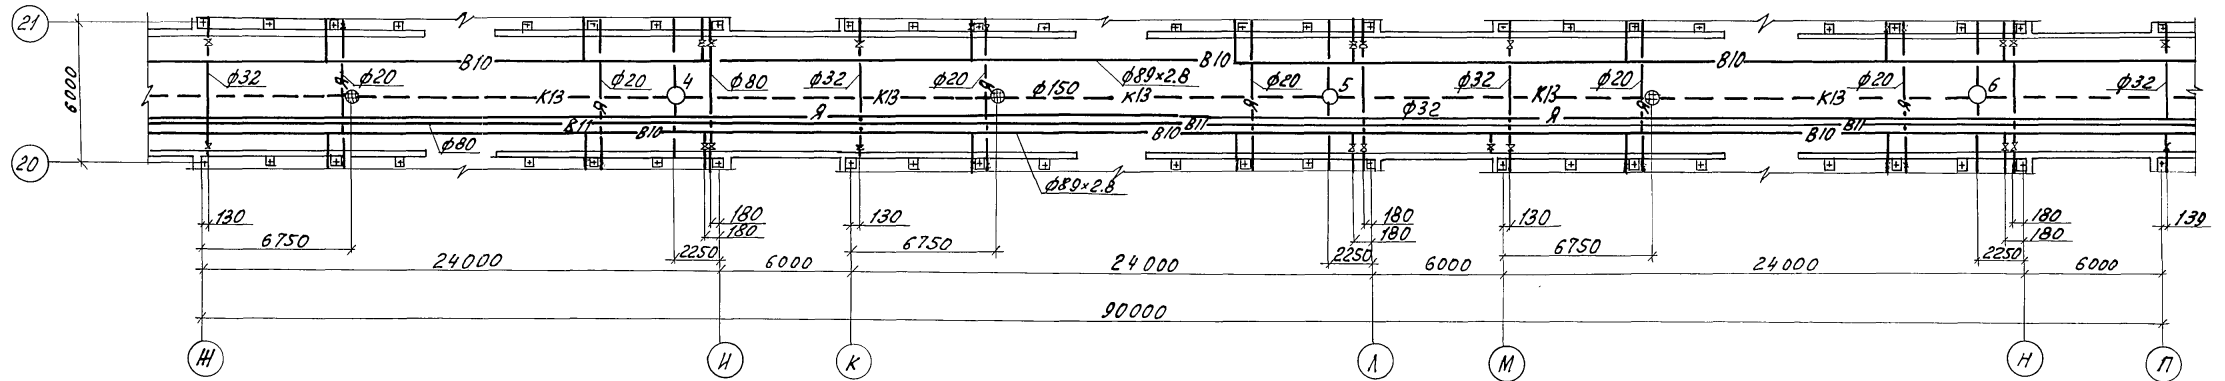 21
6000
20
В10 В10 В10
ф32 ф20 ф20 4 ф80 ф32 ф20 ф89×2.8 ф20 5 ф32 ф20 ф20 6 ф32
Я Я Я Я Я Я
К13 К13 ф150 К13 К13 К13
Я ф32 Я
В11 В10 В10 В11 В10 В11
ф80
ф89×2.8
130 180 130 180 130 180 139
180 180 180
6750 2250 6750 2250 6750 2250
24000 6000 24000 6000 24000 6000
90000
Ж И К Л М Н П